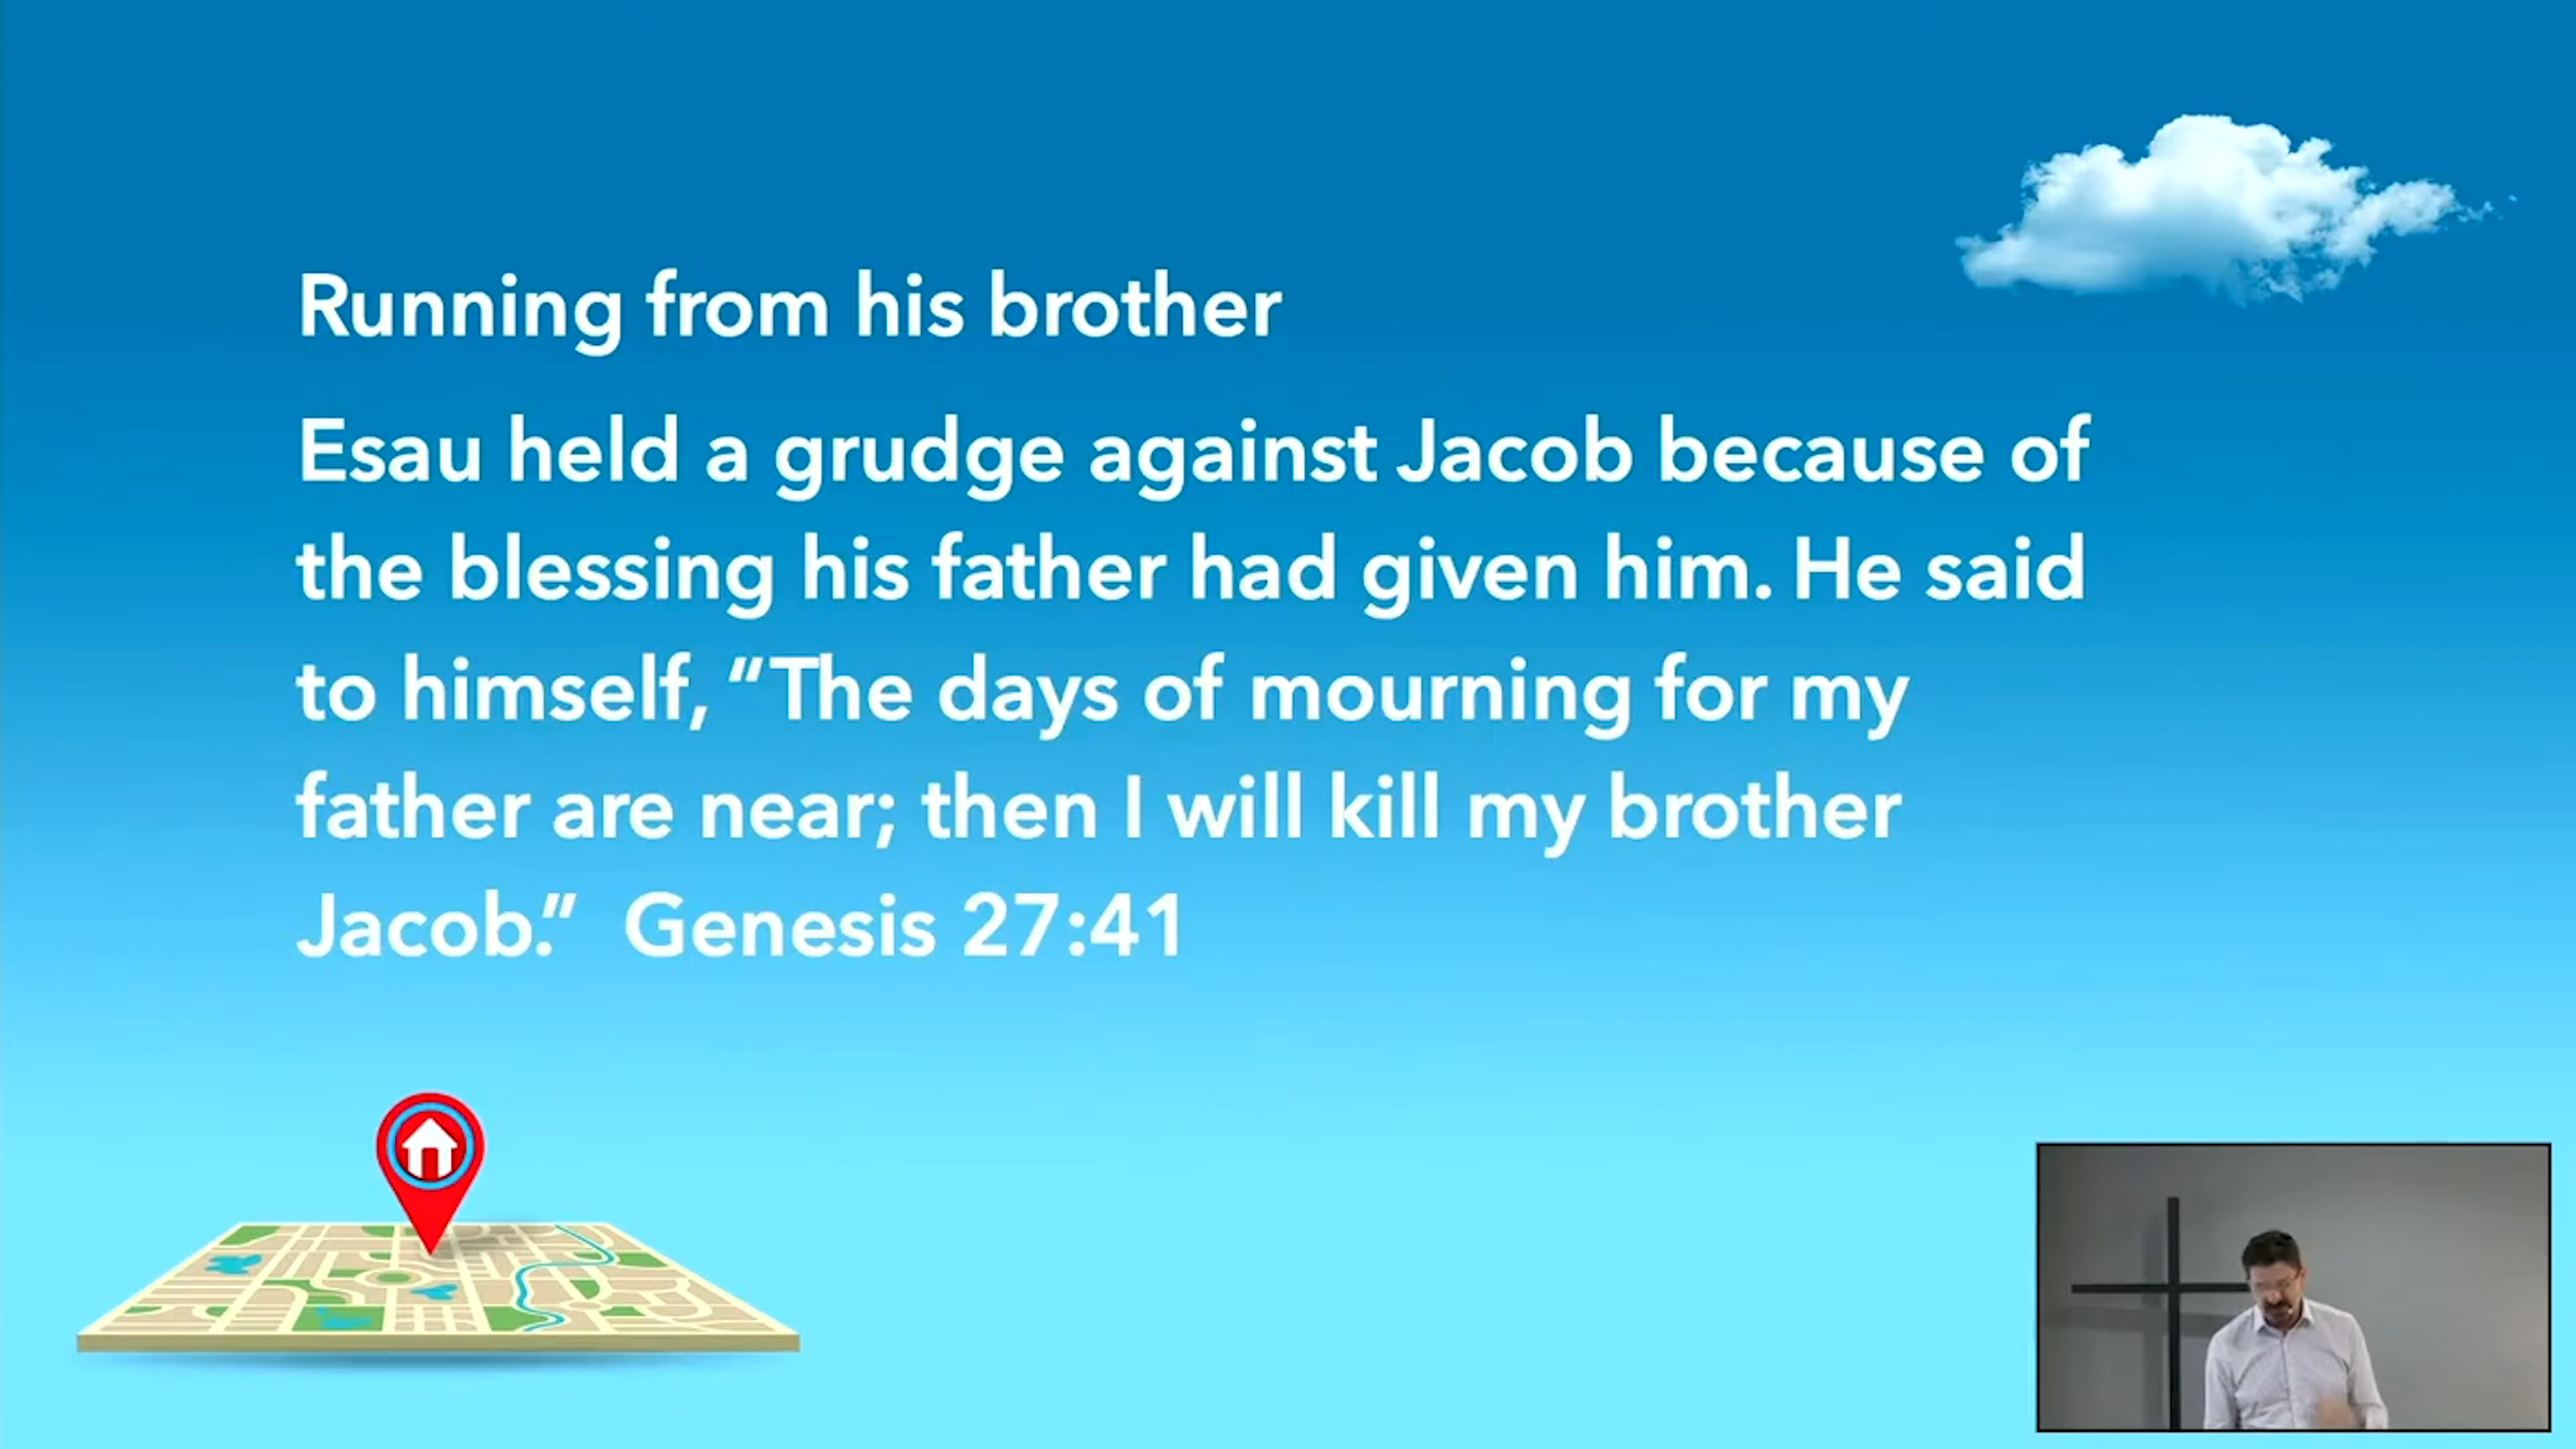 Running from his brother
Esau held a grudge against Jacob because of
the blessing his father had given him. He said
to himself, “The days of mourning for my
father are near; then I will kill my brother
Jacob.”  Genesis 27:41